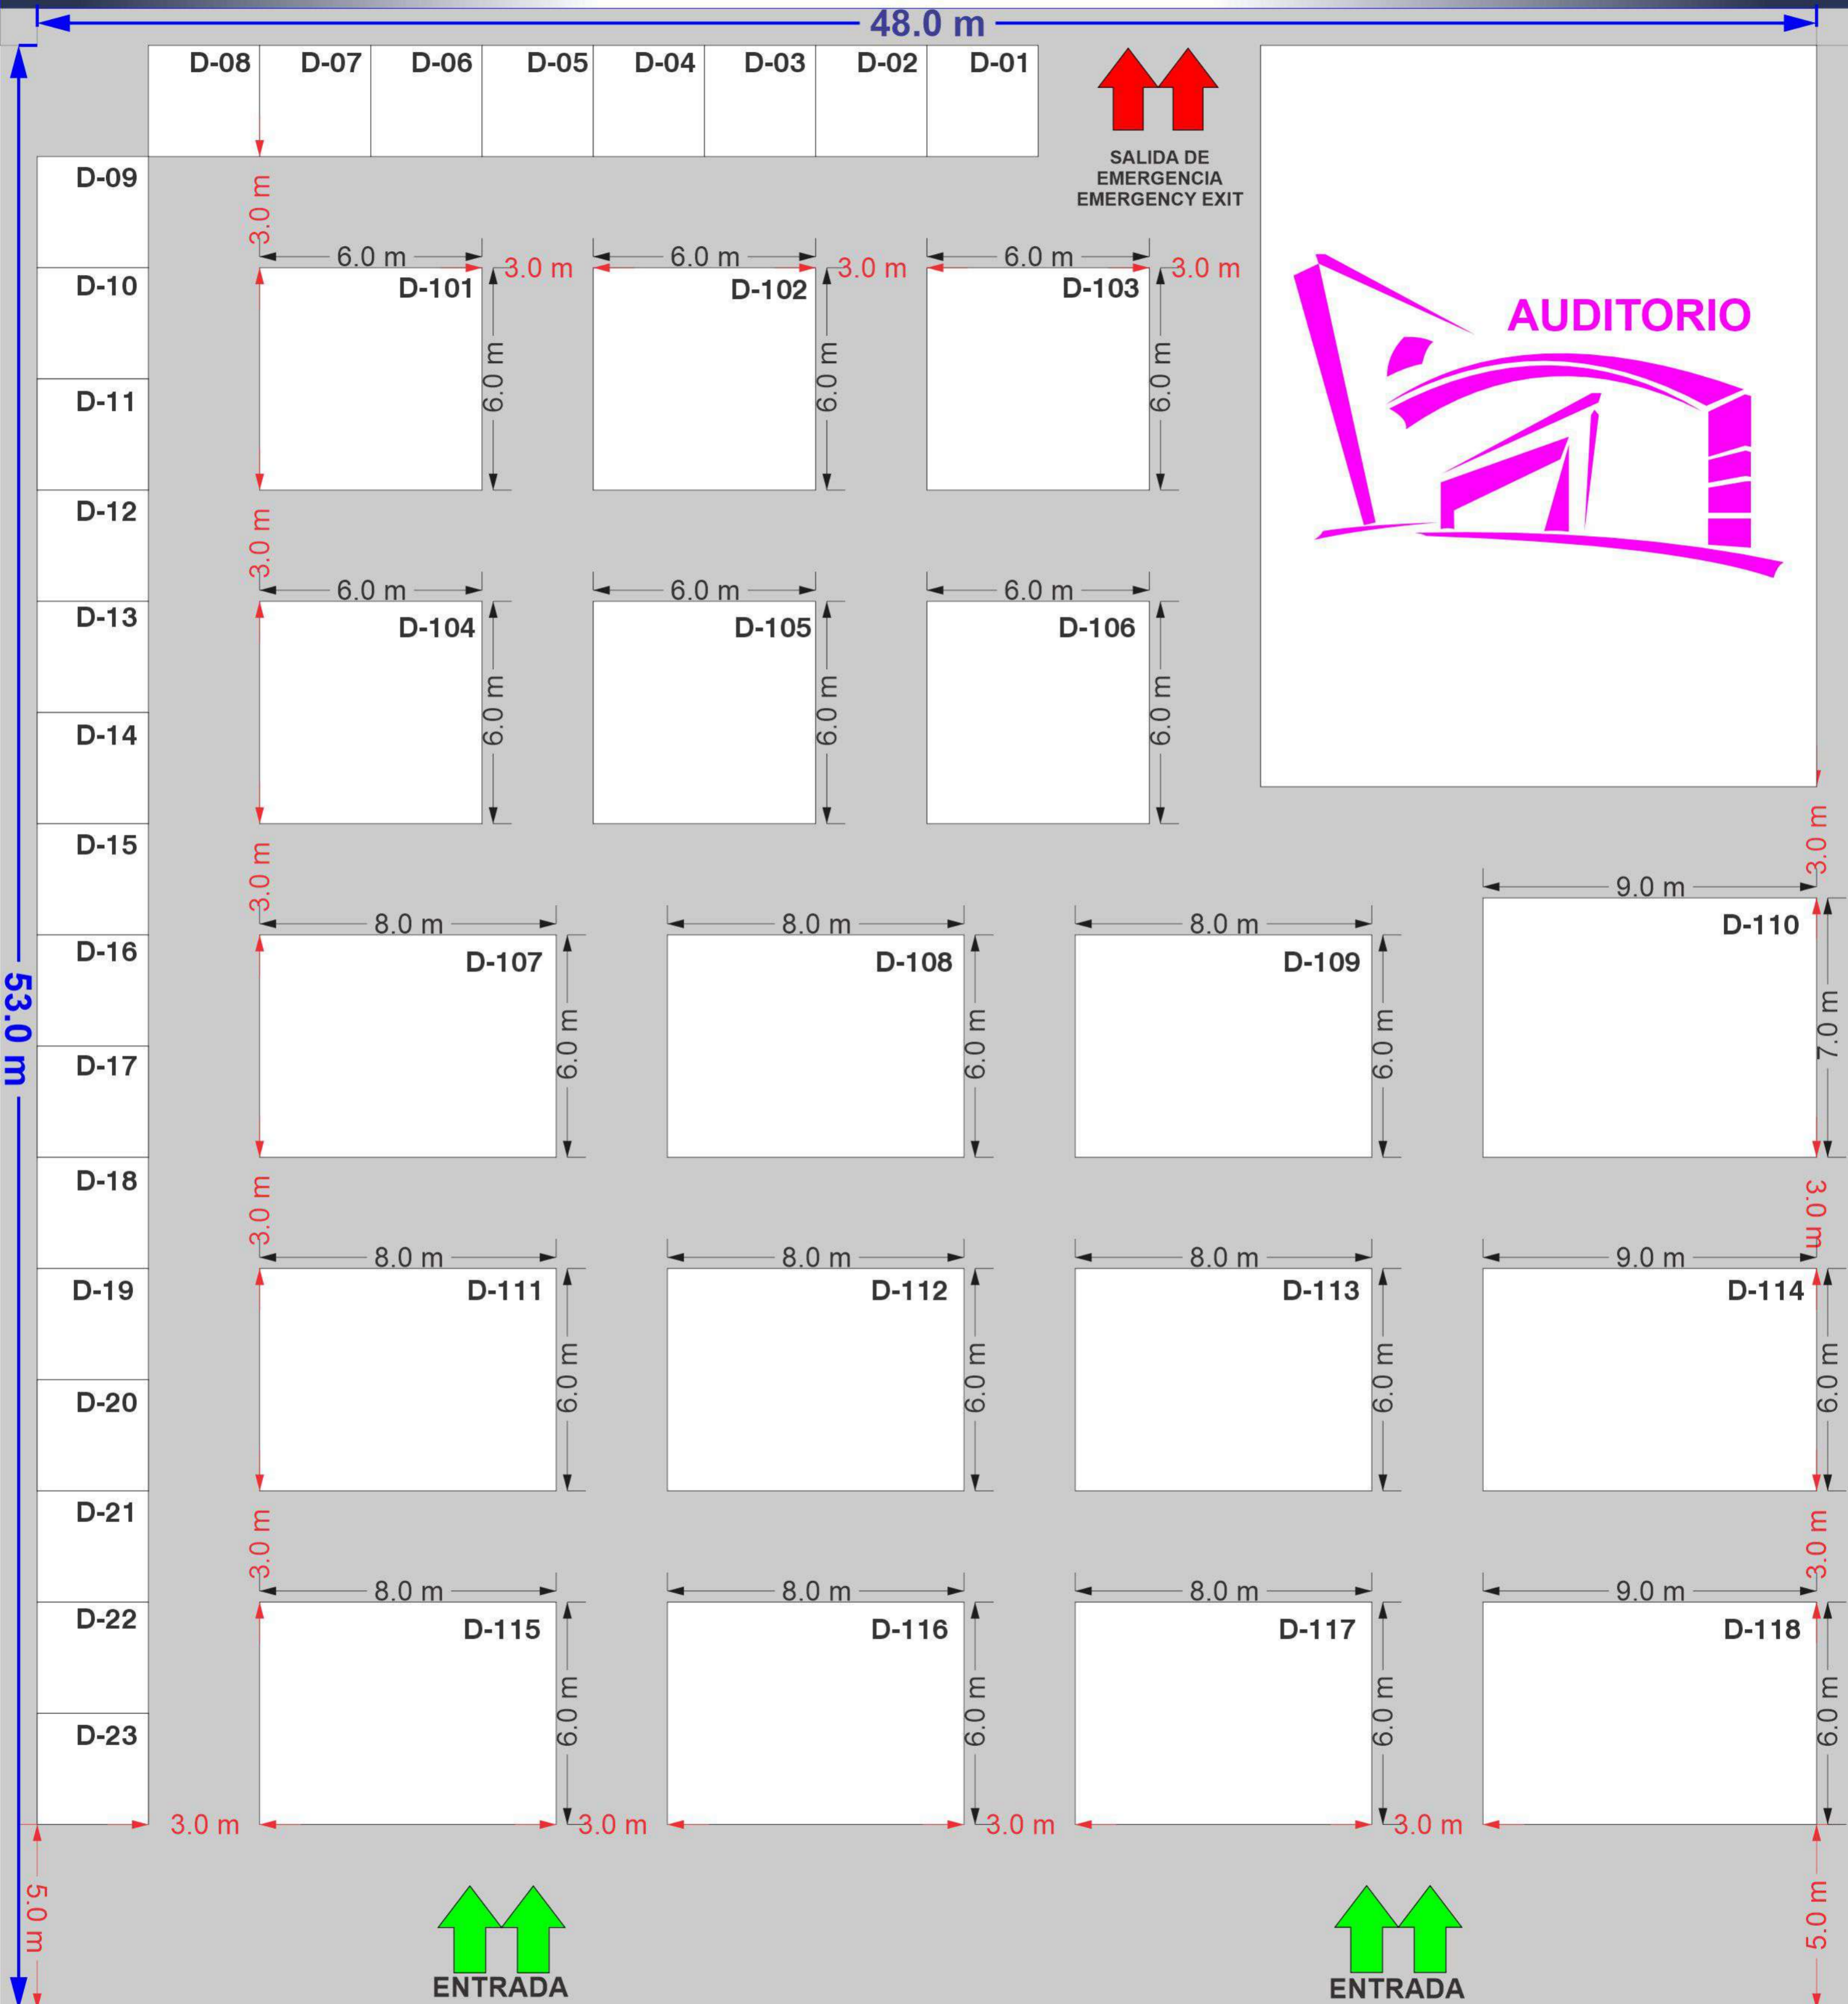 48.0 m
D-08 D-07 D-06 D-05 D-04 D-03 D-02 D-01
SALIDA DE
EMERGENCIA
EMERGENCY EXIT
D-09
3.0 m
6.0 m 6.0 m 6.0 m
3.0 m 3.0 m 3.0 m
D-10 D-101 D-102 D-103
AUDITORIO
6.0 m 6.0 m 6.0 m
D-11
D-12
3.0 m
6.0 m 6.0 m 6.0 m
D-13 D-104 D-105 D-106
6.0 m 6.0 m 6.0 m
D-14
D-15
3.0 m 3.0 m
9.0 m
8.0 m 8.0 m 8.0 m
D-110
D-16 D-107 D-108 D-109
53.0 m
6.0 m 6.0 m 6.0 m 7.0 m
D-17
D-18
3.0 m 3.0 m
8.0 m 8.0 m 8.0 m 9.0 m
D-19 D-111 D-112 D-113 D-114
6.0 m 6.0 m 6.0 m 6.0 m
D-20
D-21
3.0 m 3.0 m
8.0 m 8.0 m 8.0 m 9.0 m
D-22 D-115 D-116 D-117 D-118
6.0 m 6.0 m 6.0 m 6.0 m
D-23
3.0 m 3.0 m 3.0 m 3.0 m
5.0 m 5.0 m
ENTRADA ENTRADA